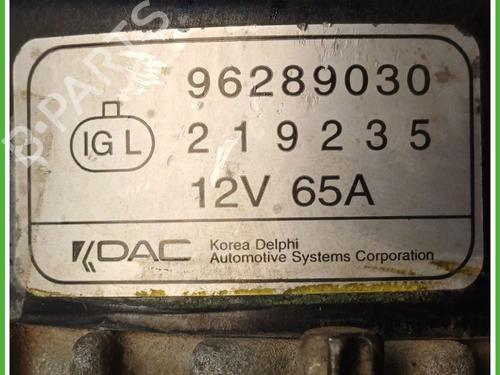 B-PARTS
96289030
IG L
219235
12V 65A
KDAC
Korea Delphi
Automotive Systems Corporation